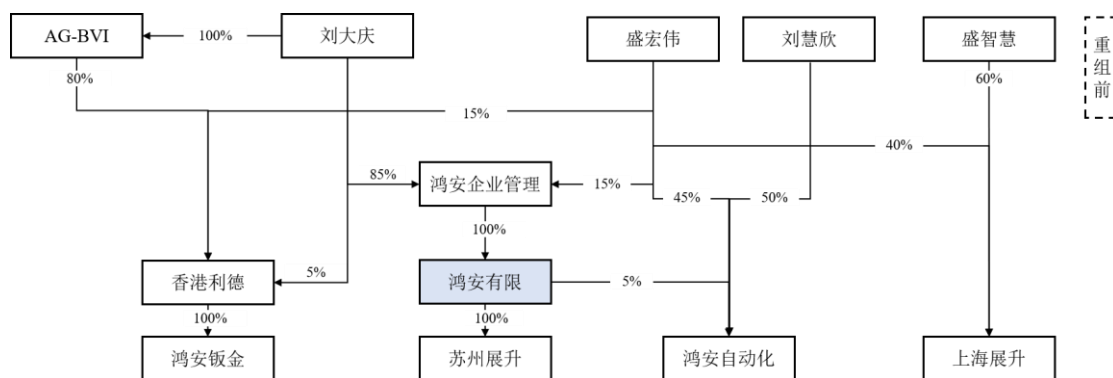 AG-BVI
100%
刘大庆
盛宏伟
刘慧欣
盛智慧
重组前
80%
60%
15%
40%
85%
鸿安企业管理
15%
45%
50%
100%
香港利德
5%
鸿安有限
5%
100%
100%
鸿安钣金
苏州展升
鸿安自动化
上海展升